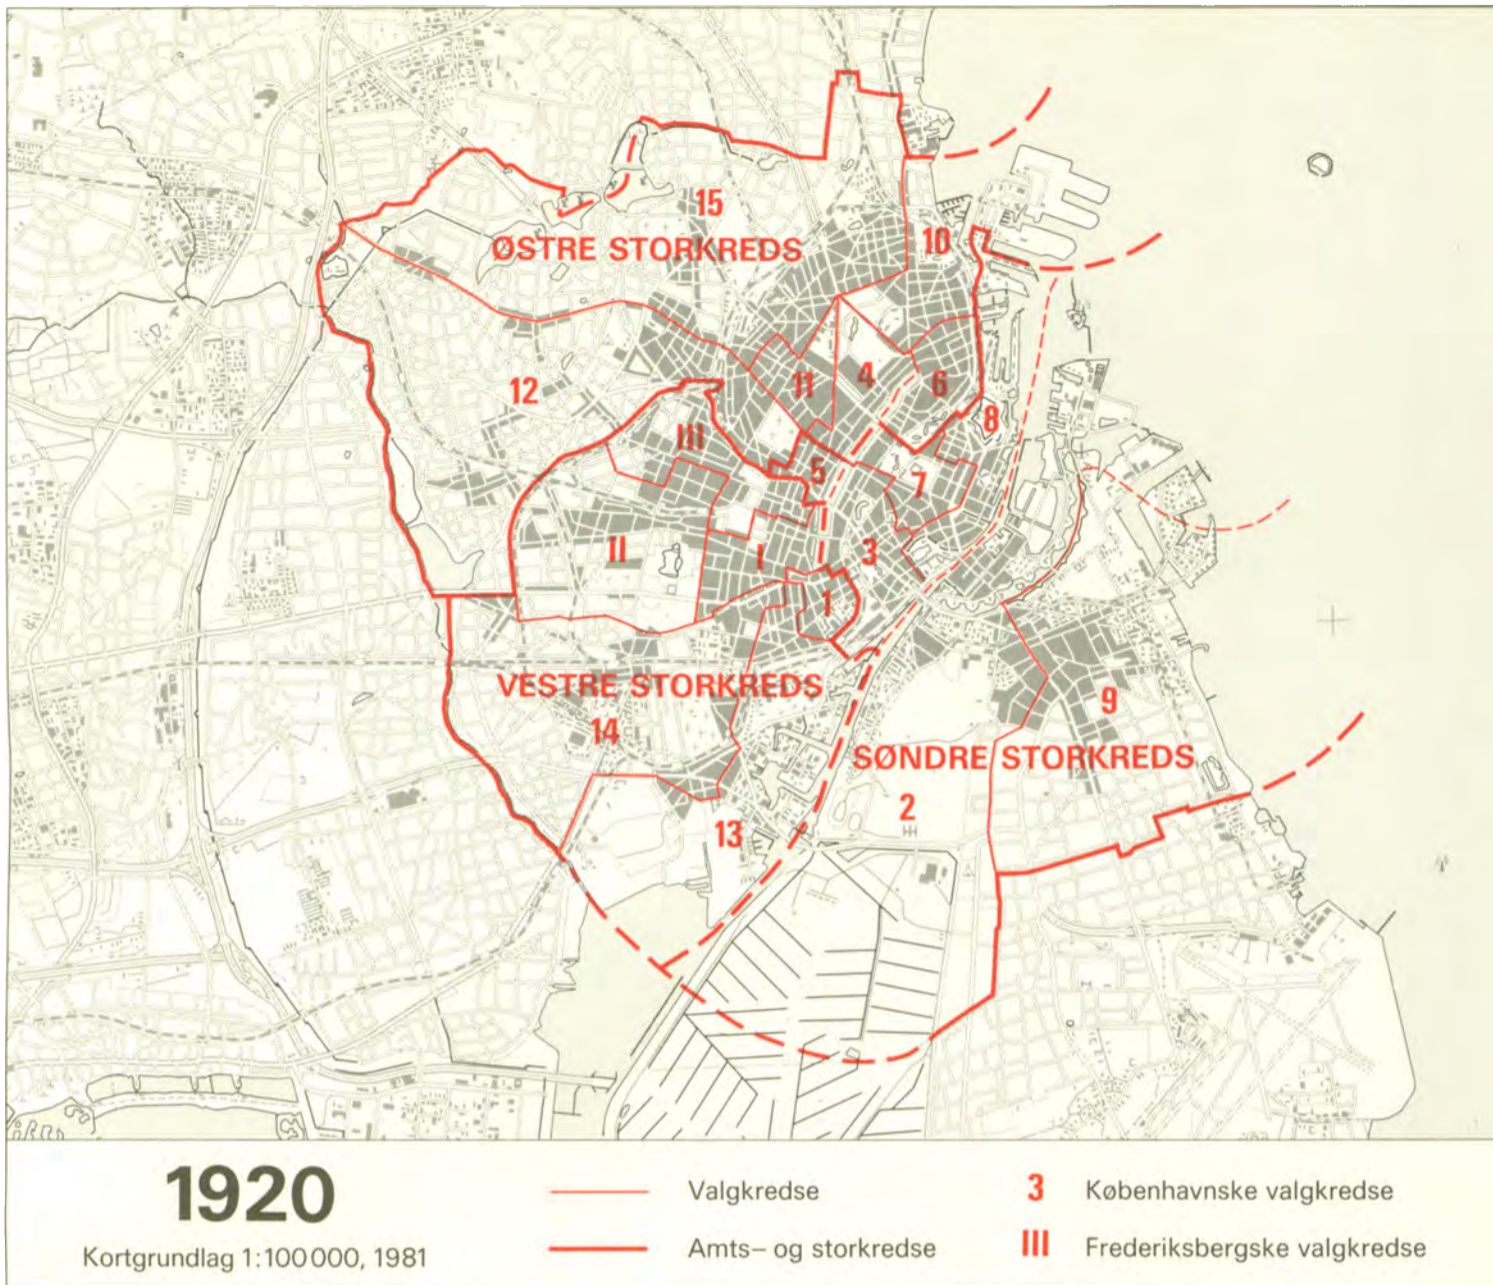 15
ØSTRE STORKREDS
10
12
11
4
6
8
III
5
7
II
I
3
1
VESTRE STORKREDS
14
9
SØNDRE STORKREDS
2
13
1920
Kortgrundlag 1:100 000, 1981
Valgkredse
Amts– og storkredse
3 Københavnske valgkredse
III Frederiksbergske valgkredse